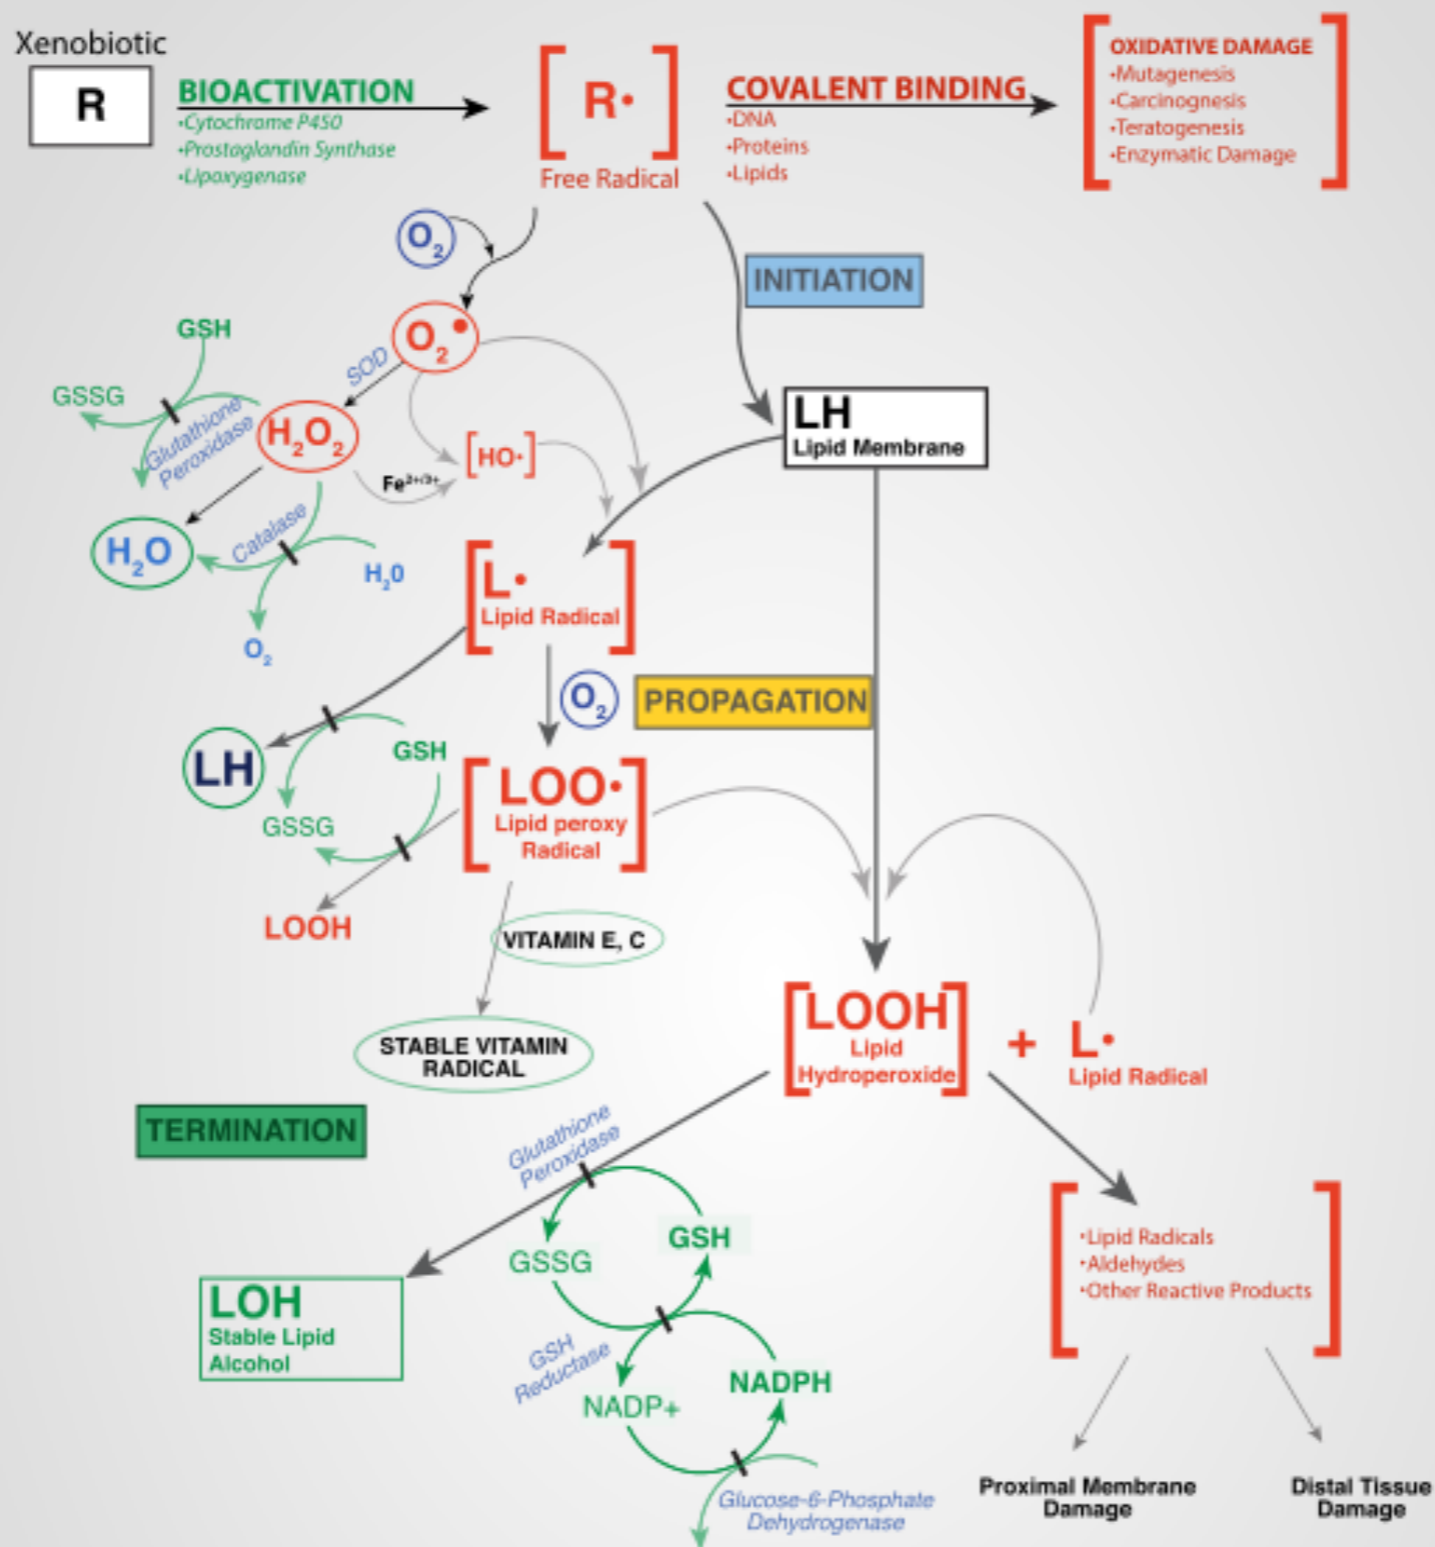 Xenobiotic
R
BIOACTIVATION
•Cytochrome P450
•Prostaglandin Synthase
•Lipoxygenase
R•
Free Radical
COVALENT BINDING
•DNA
•Proteins
•Lipids
OXIDATIVE DAMAGE
•Mutagenesis
•Carcinognesis
•Teratogenesis
•Enzymatic Damage
O2
INITIATION
O2•
SOD
GSH
GSSG
Glutathione
Peroxidase
H2O2
[HO•]
Fe2+/3+
LH
Lipid Membrane
H2O
Catalase
H20
O2
L•
Lipid Radical
O2
PROPAGATION
LH
GSH
GSSG
LOO•
Lipid peroxy
Radical
LOOH
VITAMIN E, C
STABLE VITAMIN
RADICAL
LOOH
Lipid
Hydroperoxide
+
L•
Lipid Radical
TERMINATION
Glutathione
Peroxidase
GSSG
GSH
LOH
Stable Lipid
Alcohol
GSH
Reductase
NADPH
NADP+
Glucose-6-Phosphate
Dehydrogenase
•Lipid Radicals
•Aldehydes
•Other Reactive Products
Proximal Membrane
Damage
Distal Tissue
Damage